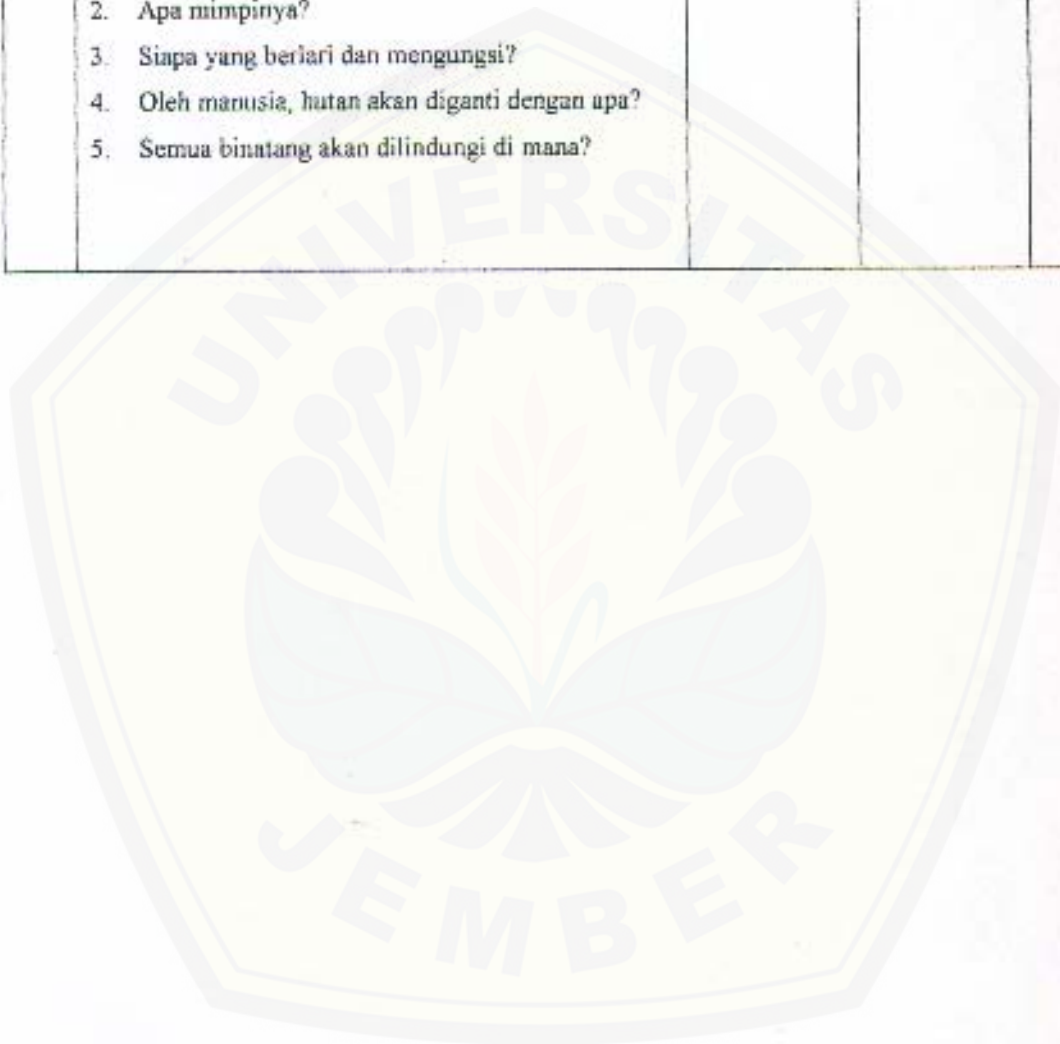 2. Apa mimpinya?
3. Siapa yang berlari dan mengungsi?
4. Oleh manusia, hutan akan diganti dengan apa?
5. Semua binatang akan dilindungi di mana?
UNIVERSITAS
JEMBER